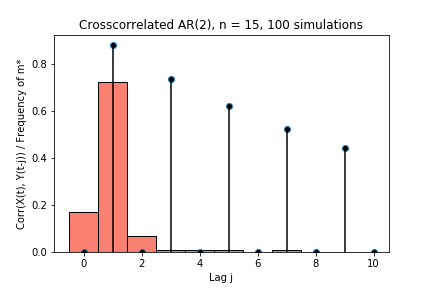 Crosscorrelated AR(2), n = 15, 100 simulations
Corr(X(t), Y(t-j)) / Frequency of m*
0.8
0.6
0.4
0.2
0.0
0 2 4 6 8 10
Lag j